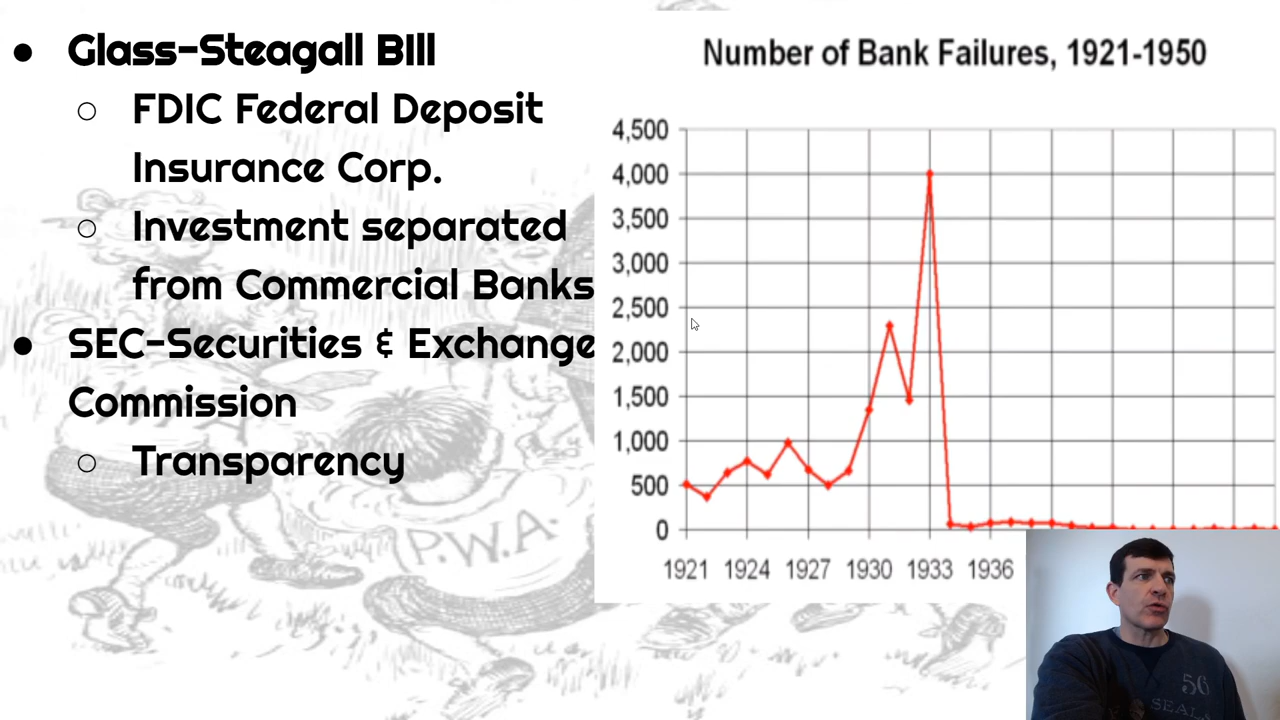 Glass-Steagall BIll
FDIC Federal Deposit
Insurance Corp.
Investment separated
from Commercial Banks
SEC-Securities & Exchange
Commission
Transparency
Number of Bank Failures, 1921-1950
4,500
4,000
3,500
3,000
2,500
2,000
1,500
1,000
500
0
1921 1924 1927 1930 1933 1936
P.W.A.
56
SEAL